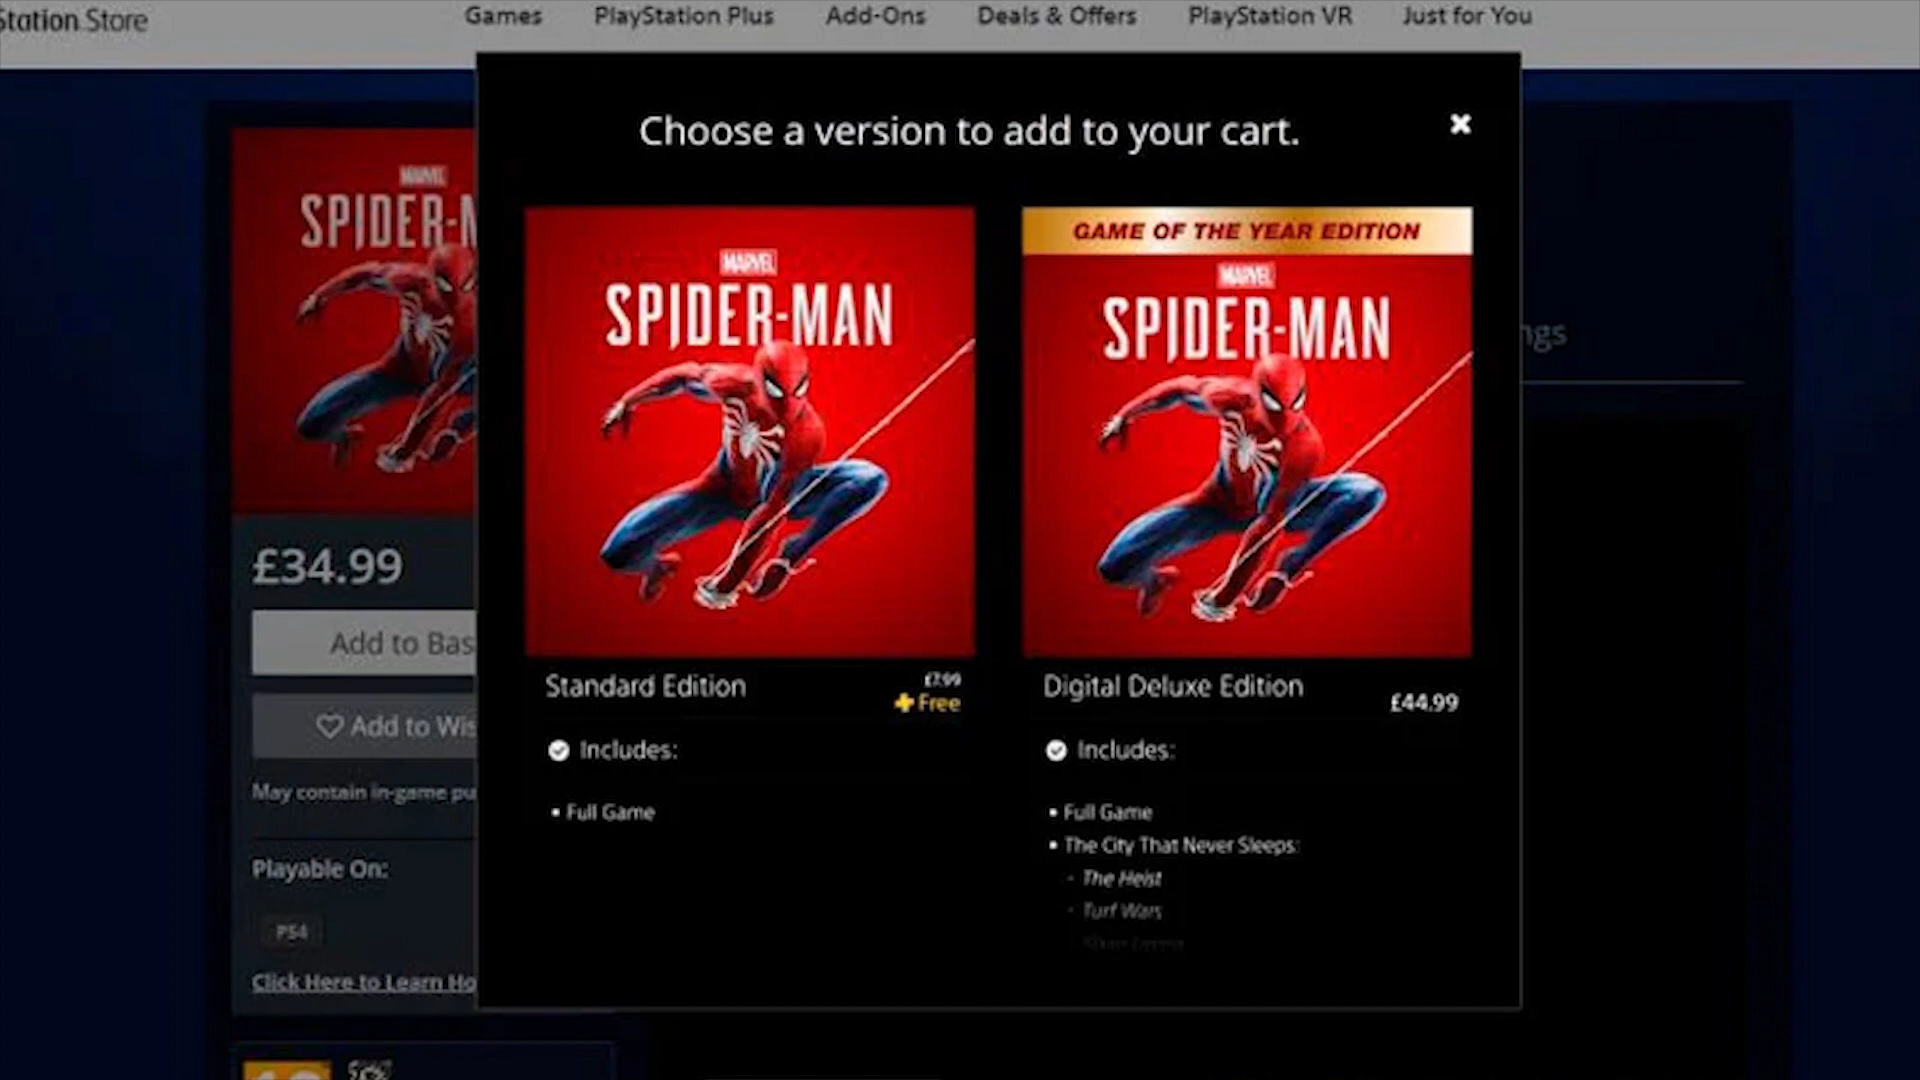 Station Store
Games PlayStation Plus Add-Ons Deals & Offers PlayStation VR Just for You
Choose a version to add to your cart.
MARVEL
SPIDER-M
£34.99
Add to Bas
Add to Wis
May contain in-game pu
Playable On:
PS4
Click Here to Learn Ho
MARVEL
SPIDER-MAN
Standard Edition
£7.99
Free
Includes:
Full Game
GAME OF THE YEAR EDITION
MARVEL
SPIDER-MAN
Digital Deluxe Edition
£44.99
Includes:
Full Game
The City That Never Sleeps:
- The Heist
- Turf Wars
ngs